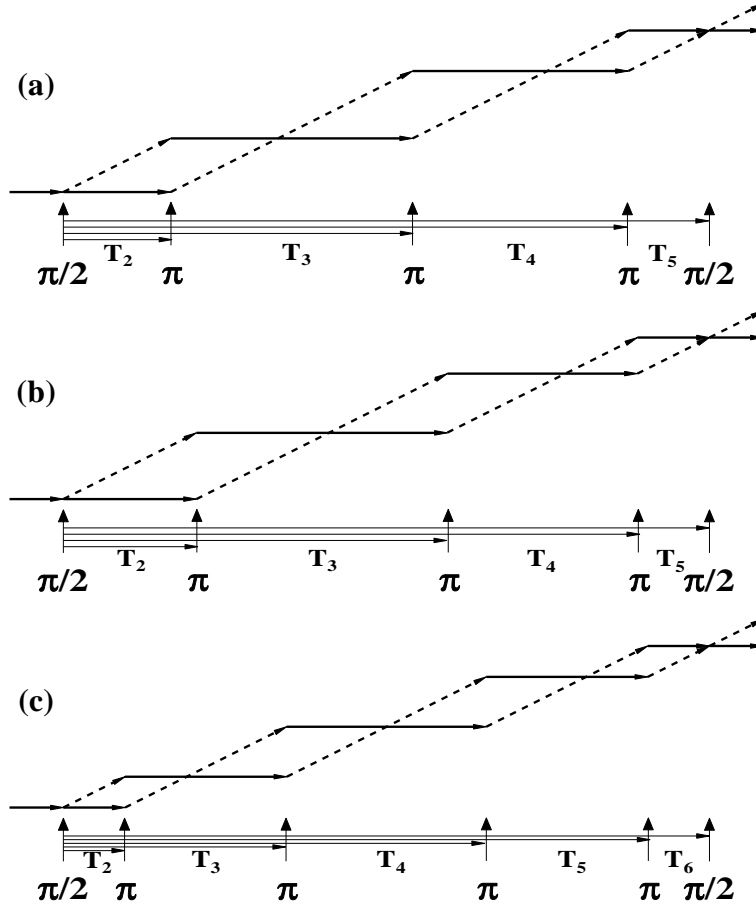 (a)
T₂ T₃ T₄ T₅
π/2 π π π π/2
(b)
T₂ T₃ T₄ T₅
π/2 π π π π/2
(c)
T₂ T₃ T₄ T₅ T₆
π/2 π π π π π/2